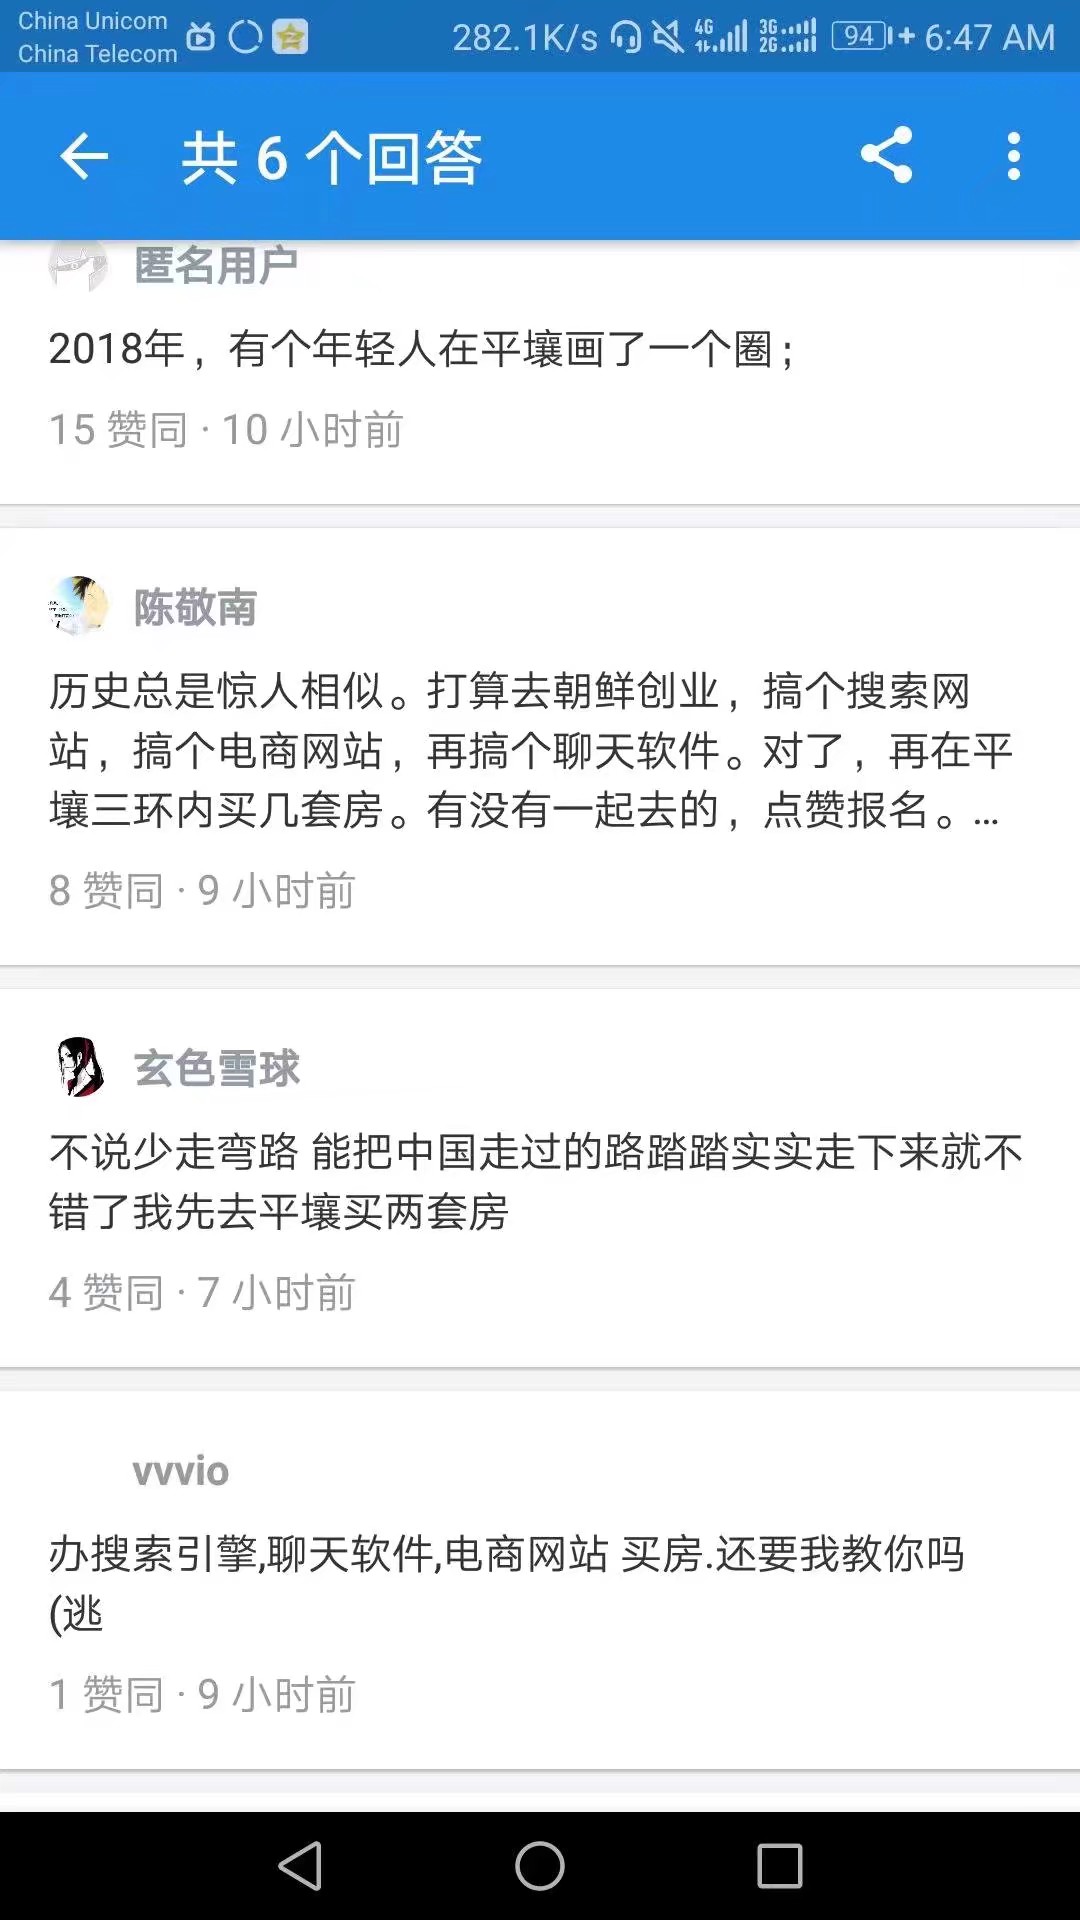 China Unicom
China Telecom
282.1K/s 4G 3G 2G 94 6:47 AM
共 6 个回答
匿名用户
2018年，有个年轻人在平壤画了一个圈；
15 赞同 · 10 小时前
陈敬南
历史总是惊人相似。打算去朝鲜创业，搞个搜索网
站，搞个电商网站，再搞个聊天软件。对了，再在平
壤三环内买几套房。有没有一起去的，点赞报名。...
8 赞同 · 9 小时前
玄色雪球
不说少走弯路 能把中国走过的路踏踏实实走下来就不
错了我先去平壤买两套房
4 赞同 · 7 小时前
vvvio
办搜索引擎,聊天软件,电商网站 买房.还要我教你吗
(逃
1 赞同 · 9 小时前